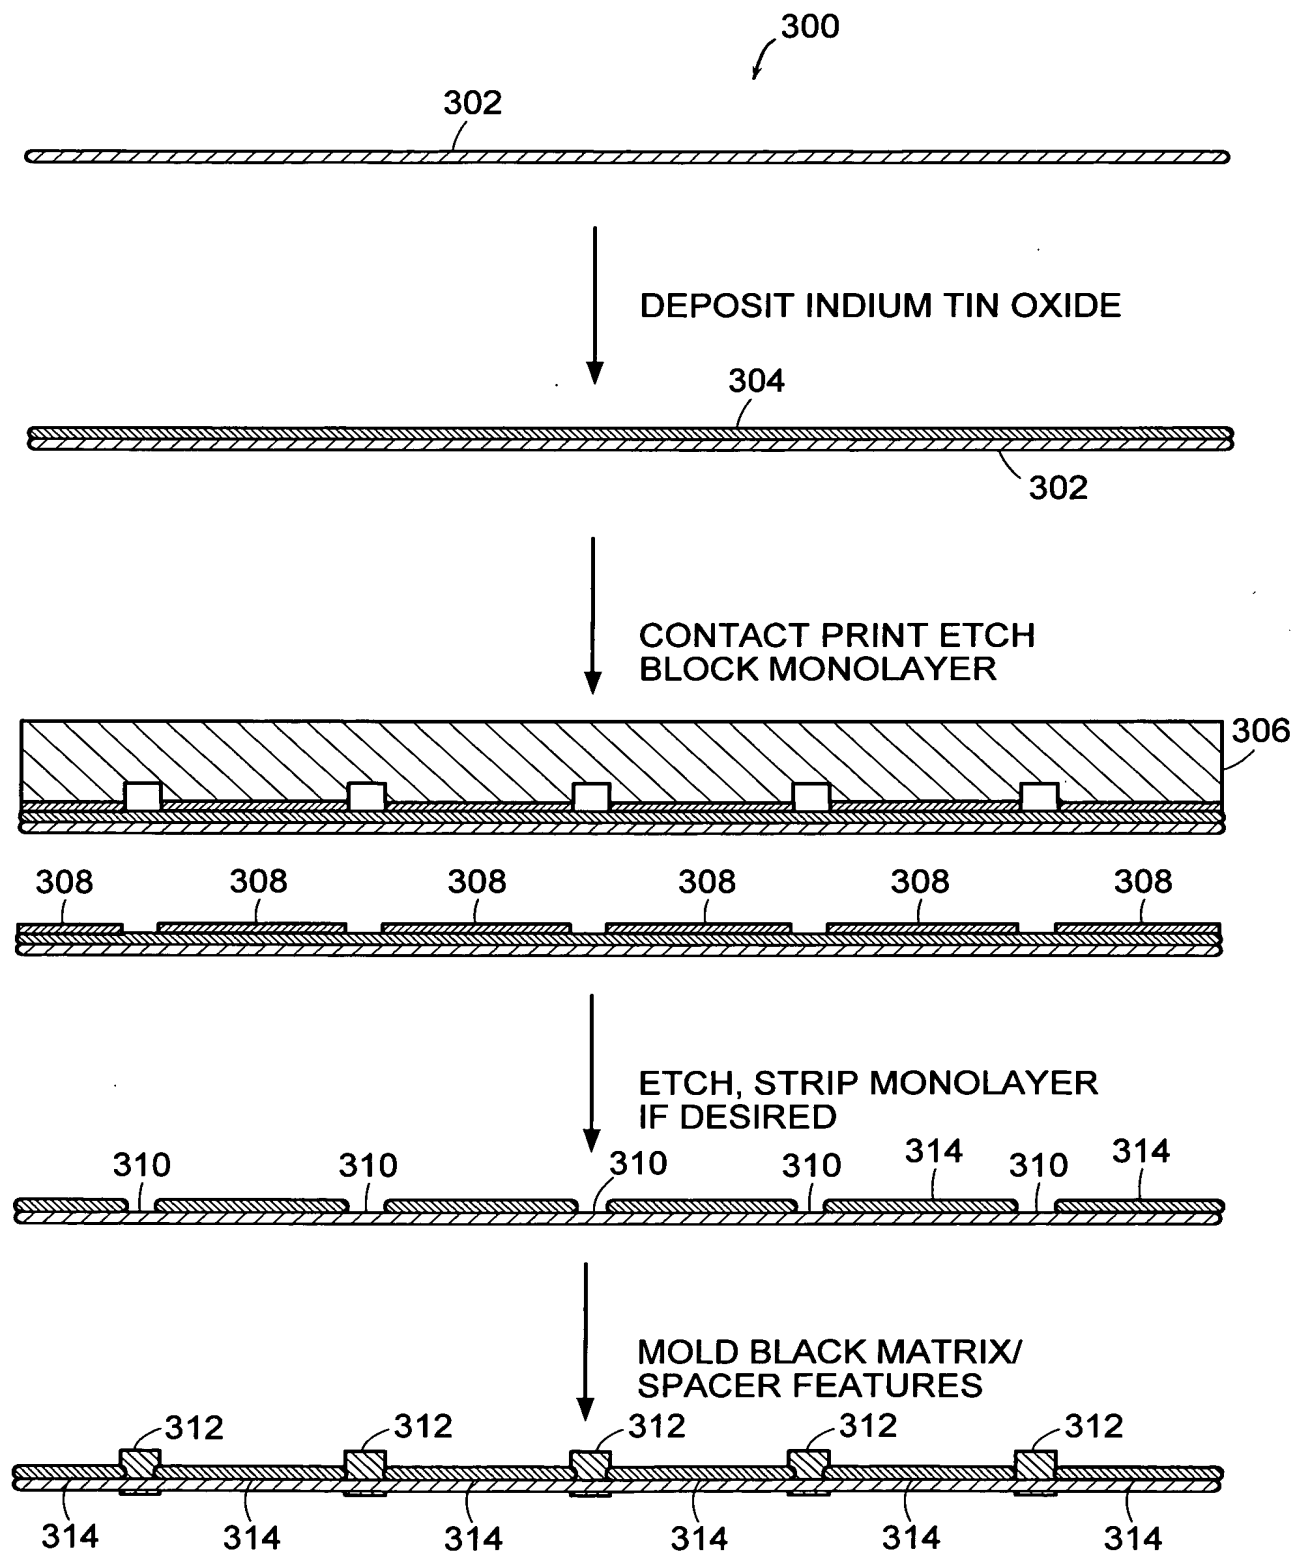 300
302
DEPOSIT INDIUM TIN OXIDE
304
302
CONTACT PRINT ETCH
BLOCK MONOLAYER
306
308 308 308 308 308 308
ETCH, STRIP MONOLAYER
IF DESIRED
310 310 310 310 314 310 314
MOLD BLACK MATRIX/
SPACER FEATURES
312 312 312 312 312
314 314 314 314 314 314